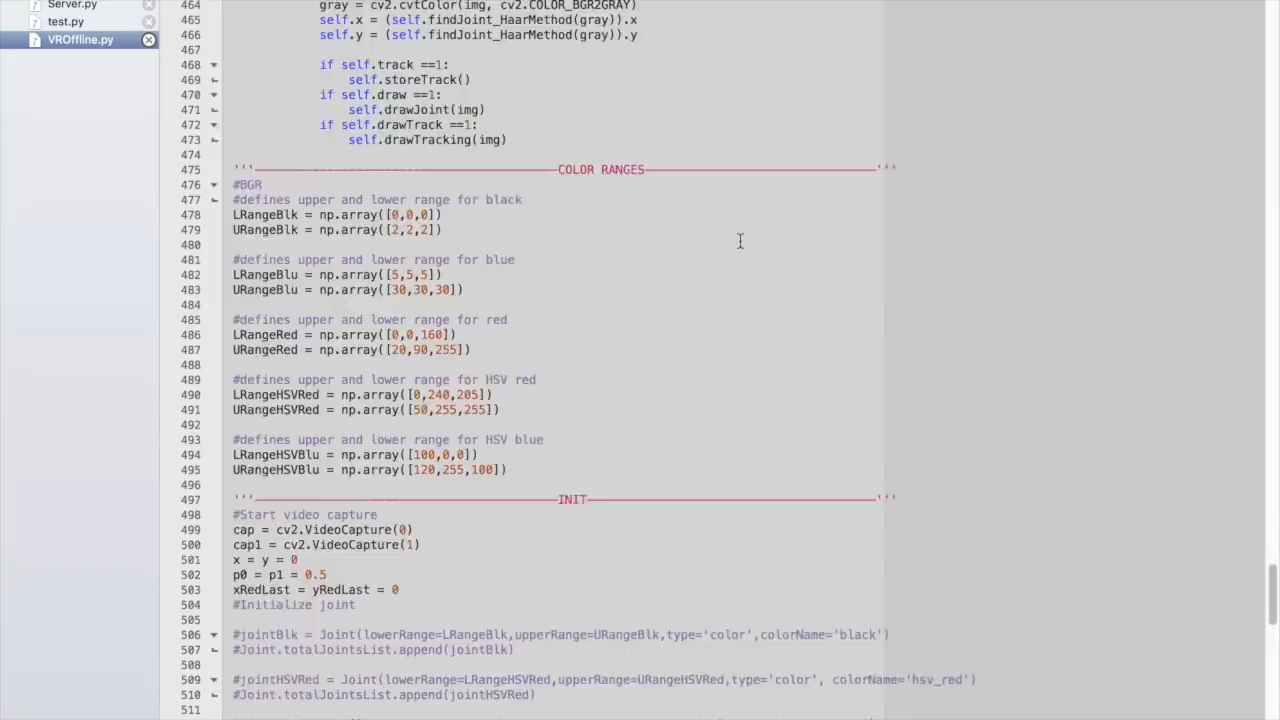 Server.py
test.py
VROffline.py
464 gray = cv2.cvtColor(img, cv2.COLOR_BGR2GRAY)
465 self.x = (self.findJoint_HaarMethod(gray)).x
466 self.y = (self.findJoint_HaarMethod(gray)).y
467
468 if self.track ==1:
469 self.storeTrack()
470 if self.draw ==1:
471 self.drawJoint(img)
472 if self.drawTrack ==1:
473 self.drawTracking(img)
474
475 '''——————————COLOR RANGES——————————'''
476 #BGR
477 #defines upper and lower range for black
478 LRangeBlk = np.array([0,0,0])
479 URangeBlk = np.array([2,2,2])
480
481 #defines upper and lower range for blue
482 LRangeBlu = np.array([5,5,5])
483 URangeBlu = np.array([30,30,30])
484
485 #defines upper and lower range for red
486 LRangeRed = np.array([0,0,160])
487 URangeRed = np.array([20,90,255])
488
489 #defines upper and lower range for HSV red
490 LRangeHSVRed = np.array([0,240,205])
491 URangeHSVRed = np.array([50,255,255])
492
493 #defines upper and lower range for HSV blue
494 LRangeHSVBlu = np.array([100,0,0])
495 URangeHSVBlu = np.array([120,255,100])
496
497 '''——————————INIT——————————'''
498 #Start video capture
499 cap = cv2.VideoCapture(0)
500 cap1 = cv2.VideoCapture(1)
501 x = y = 0
502 p0 = p1 = 0.5
503 xRedLast = yRedLast = 0
504 #Initialize joint
505
506 #jointBlk = Joint(lowerRange=LRangeBlk,upperRange=URangeBlk,type='color',colorName='black')
507 #Joint.totalJointsList.append(jointBlk)
508
509 #jointHSVRed = Joint(lowerRange=LRangeHSVRed,upperRange=URangeHSVRed,type='color', colorName='hsv_red')
510 #Joint.totalJointsList.append(jointHSVRed)
511